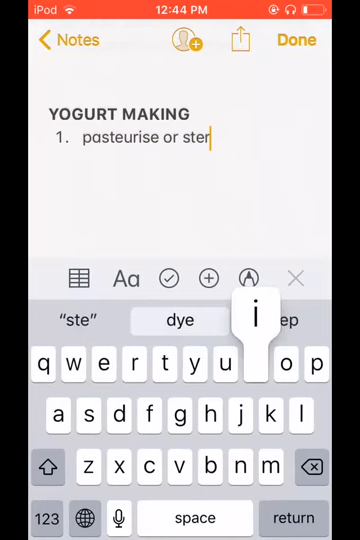 iPod 12:44 PM
Notes Done
YOGURT MAKING
1. pasteurise or ster
Aa
“ste” dye ep
i
q w e r t y u o p
a s d f g h j k l
z x c v b n m
123 space return